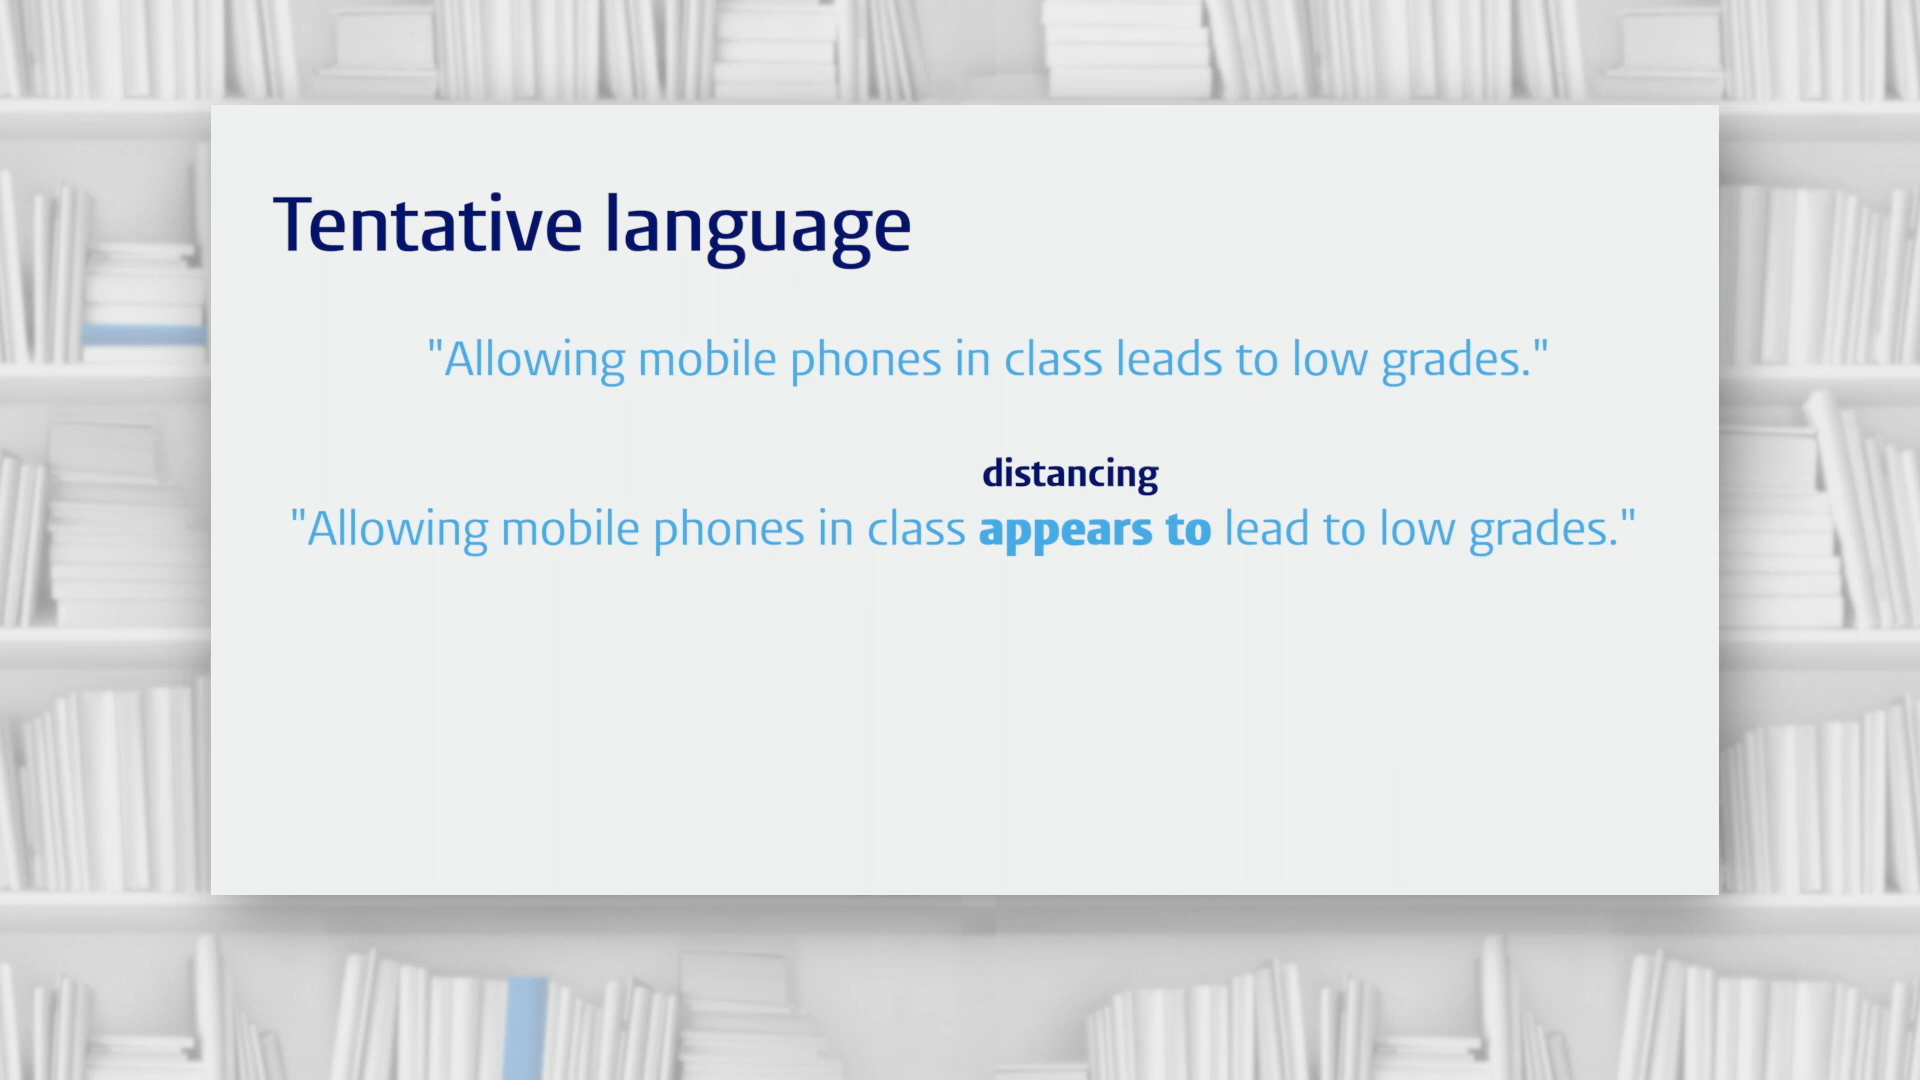 Tentative language
"Allowing mobile phones in class leads to low grades."
distancing
"Allowing mobile phones in class appears to lead to low grades."